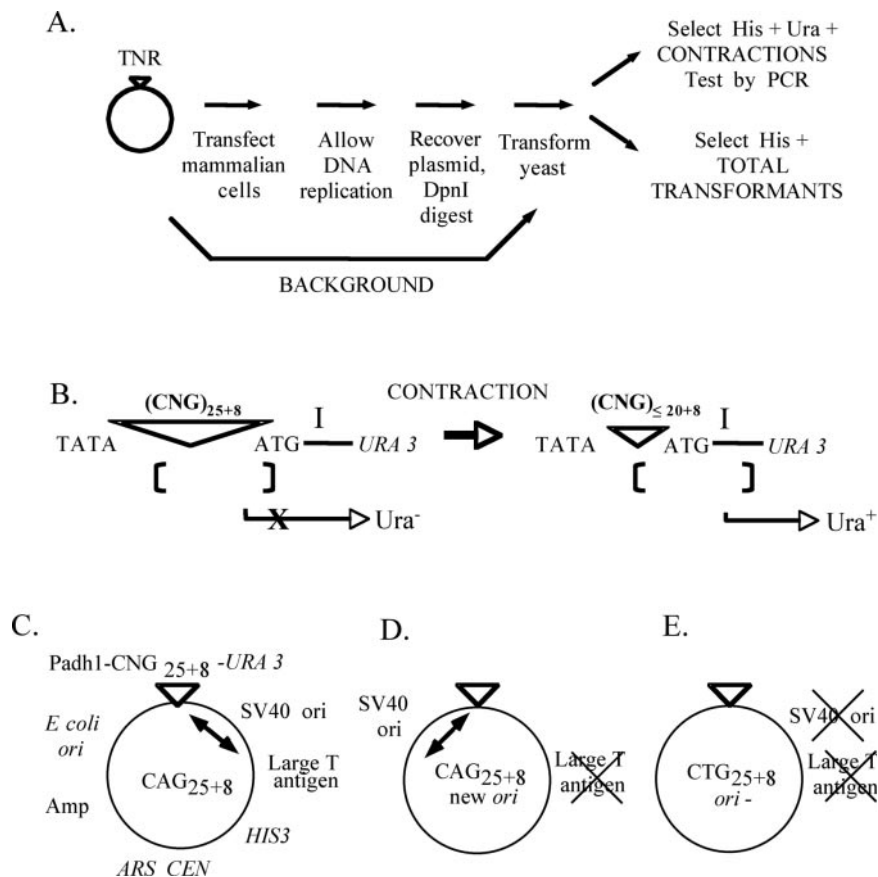 A.
TNR
Transfect
mammalian
cells
Allow
DNA
replication
Recover
plasmid,
DpnI
digest
Transform
yeast
Select His + Ura +
CONTRACTIONS
Test by PCR
Select His +
TOTAL
TRANSFORMANTS
BACKGROUND
B.
(CNG)25+8
TATA
ATG
I
URA 3
Ura-
X
CONTRACTION
(CNG)≤ 20+8
TATA
ATG
I
URA 3
Ura+
C.
Padh1-CNG 25+8 -URA 3
E coli
ori
SV40 ori
CAG25+8
Large T
antigen
Amp
HIS3
ARS CEN
D.
SV40
ori
CAG25+8
new ori
Large T
antigen
E.
SV40 ori
CTG25+8
ori -
Large T
antigen